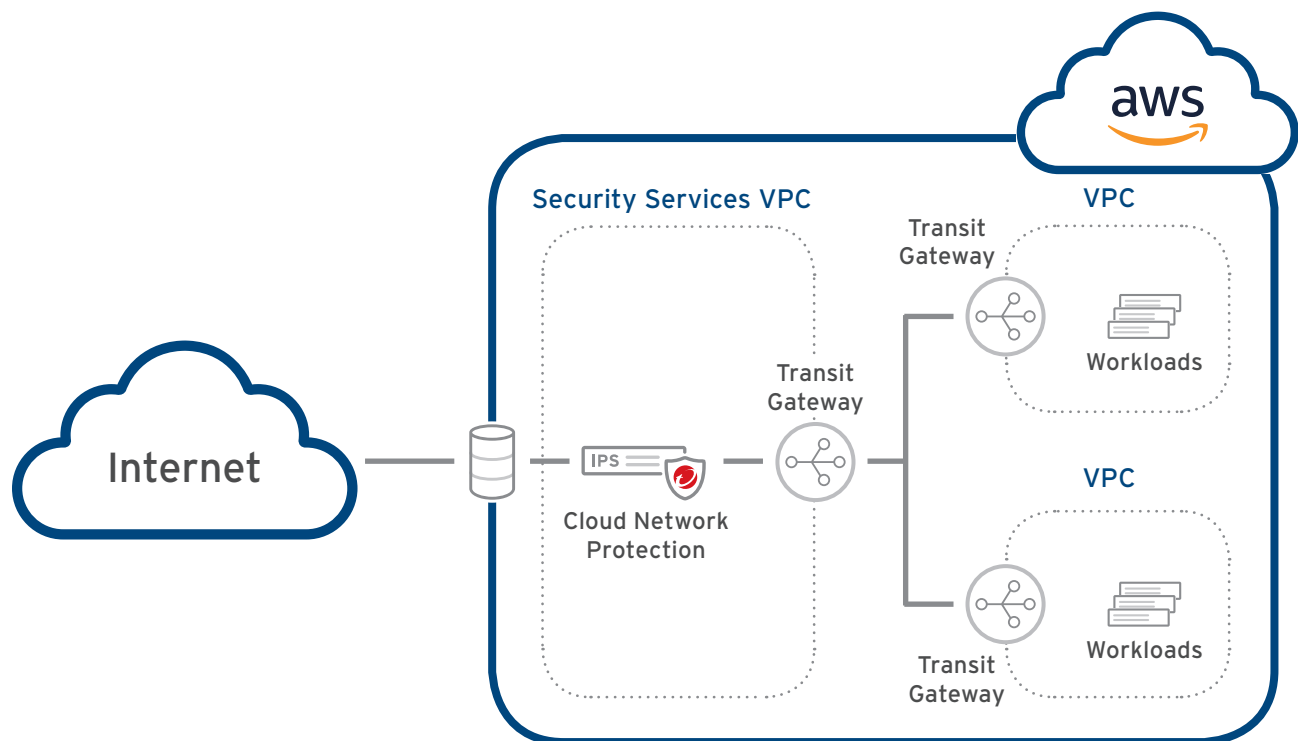 aws
Security Services VPC
VPC
Transit
Gateway
Workloads
Transit
Gateway
Internet
IPS
Cloud Network
Protection
VPC
Workloads
Transit
Gateway